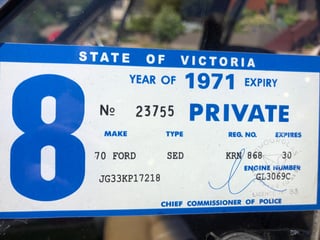 STATE OF VICTORIA
8
YEAR OF 1971 EXPIRY
No 23755 PRIVATE
MAKE TYPE REG. NO. EXPIRES
70 FORD SED KRN 868 30
ENGINE NUMBER
JG33KP17218 GL3069C
CHIEF COMMISSIONER OF POLICE